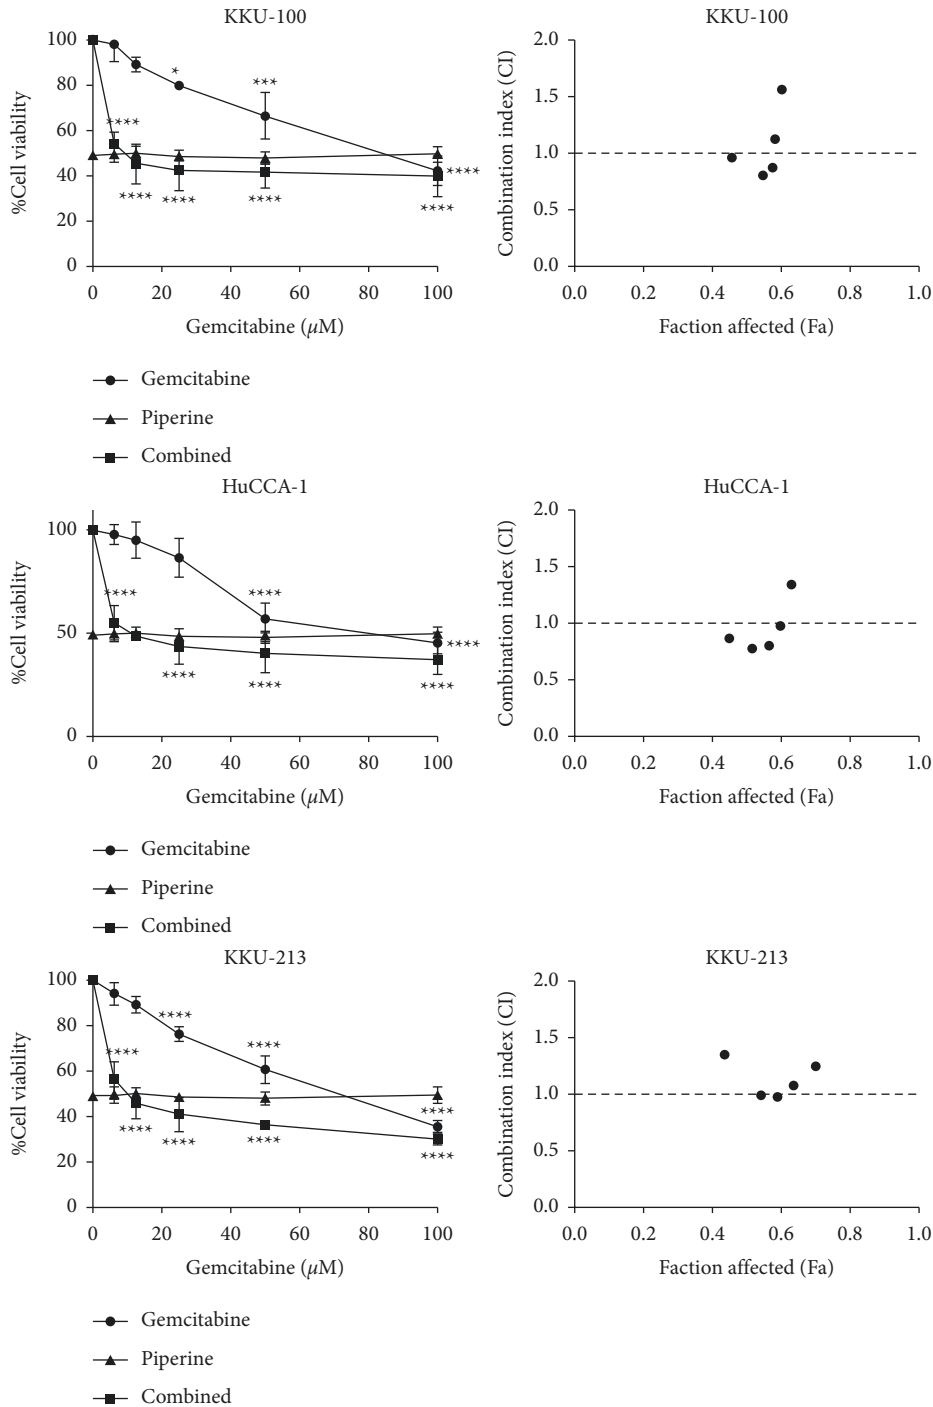 KKU-100
%Cell viability
100
80
60
40
20
0
*
***
****
****
****
****
****
****
0 20 40 60 80 100
Gemcitabine (μM)
Gemcitabine
Piperine
Combined
KKU-100
Combination index (CI)
2.0
1.5
1.0
0.5
0.0
0.0 0.2 0.4 0.6 0.8 1.0
Faction affected (Fa)
HuCCA-1
%Cell viability
100
50
0
****
****
****
****
****
****
0 20 40 60 80 100
Gemcitabine (μM)
Gemcitabine
Piperine
Combined
HuCCA-1
Combination index (CI)
2.0
1.5
1.0
0.5
0.0
0.0 0.2 0.4 0.6 0.8 1.0
Faction affected (Fa)
KKU-213
%Cell viability
100
80
60
40
20
0
****
****
****
****
****
****
****
****
0 20 40 60 80 100
Gemcitabine (μM)
Gemcitabine
Piperine
Combined
KKU-213
Combination index (CI)
2.0
1.5
1.0
0.5
0.0
0.0 0.2 0.4 0.6 0.8 1.0
Faction affected (Fa)